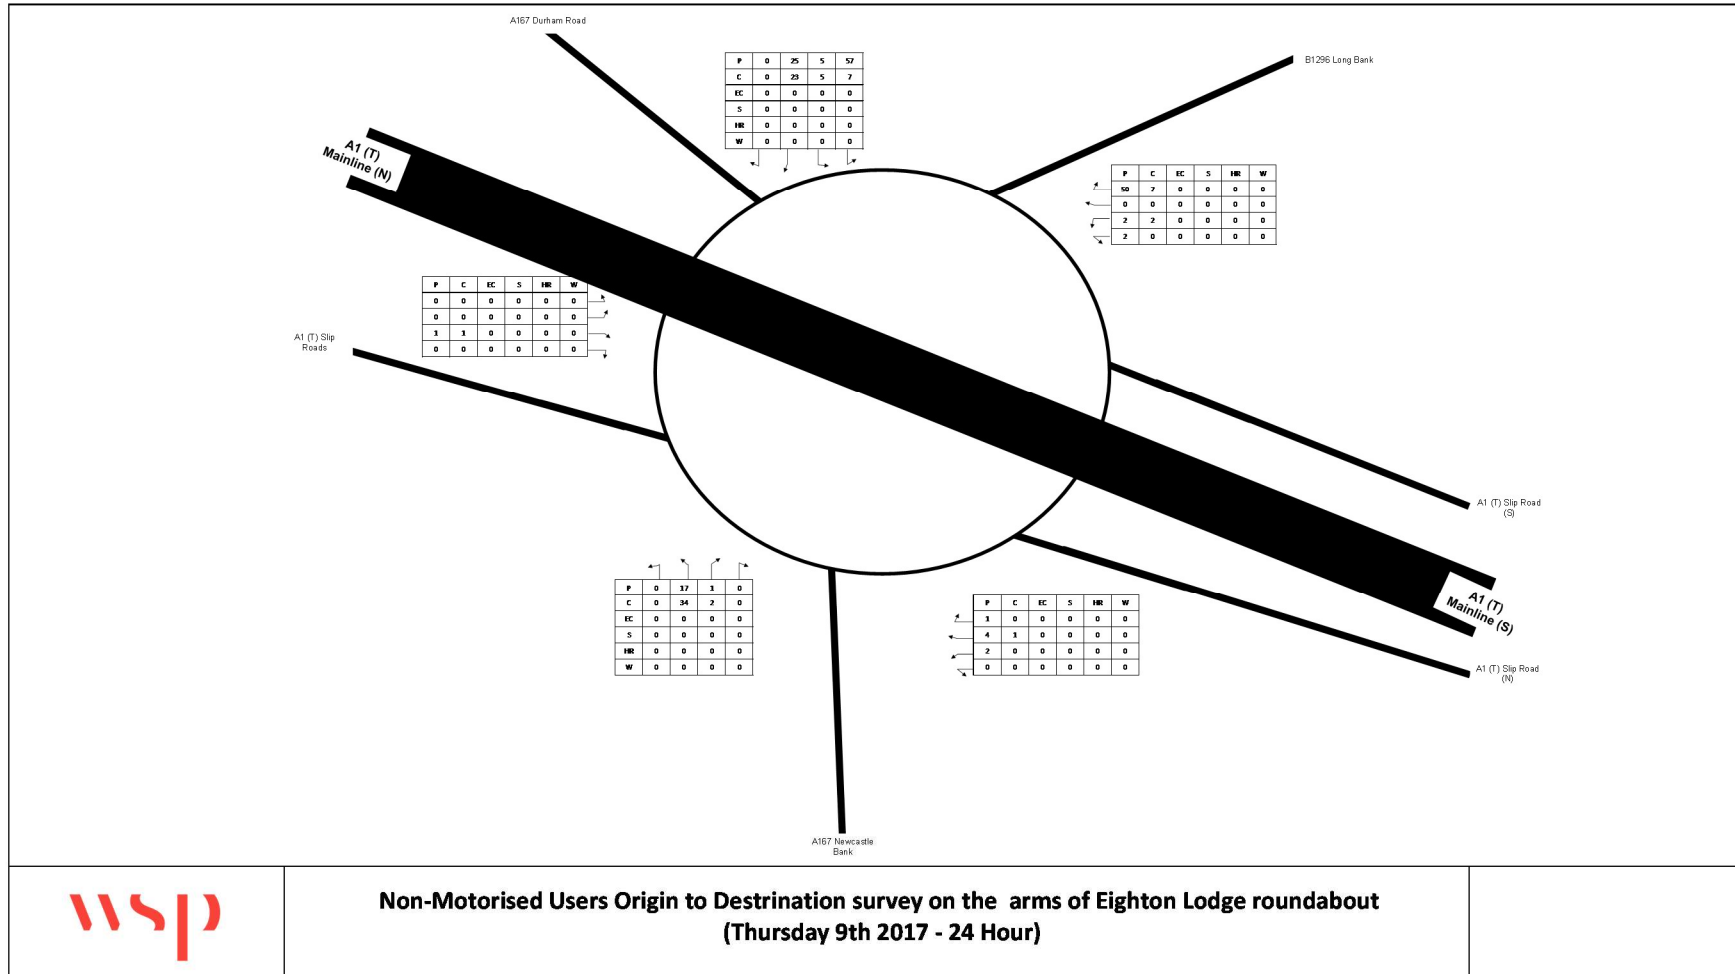 A167 Durham Road
B1296 Long Bank
P 0 25 5 57
C 0 23 5 7
EC 0 0 0 0
S 0 0 0 0
HR 0 0 0 0
W 0 0 0 0
A1 (T)
Mainline (N)
P C EC S HR W
50 7 0 0 0 0
0 0 0 0 0 0
2 2 0 0 0 0
2 0 0 0 0 0
P C EC S HR W
0 0 0 0 0 0
0 0 0 0 0 0
1 1 0 0 0 0
0 0 0 0 0 0
A1 (T) Slip
Roads
A1 (T) Slip Road
(S)
P 0 17 1 0
C 0 34 2 0
EC 0 0 0 0
S 0 0 0 0
HR 0 0 0 0
W 0 0 0 0
P C EC S HR W
1 0 0 0 0 0
4 1 0 0 0 0
2 0 0 0 0 0
0 0 0 0 0 0
A1 (T)
Mainline (S)
A1 (T) Slip Road
(N)
A167 Newcastle
Bank
wsp
Non-Motorised Users Origin to Destrination survey on the arms of Eighton Lodge roundabout
(Thursday 9th 2017 - 24 Hour)